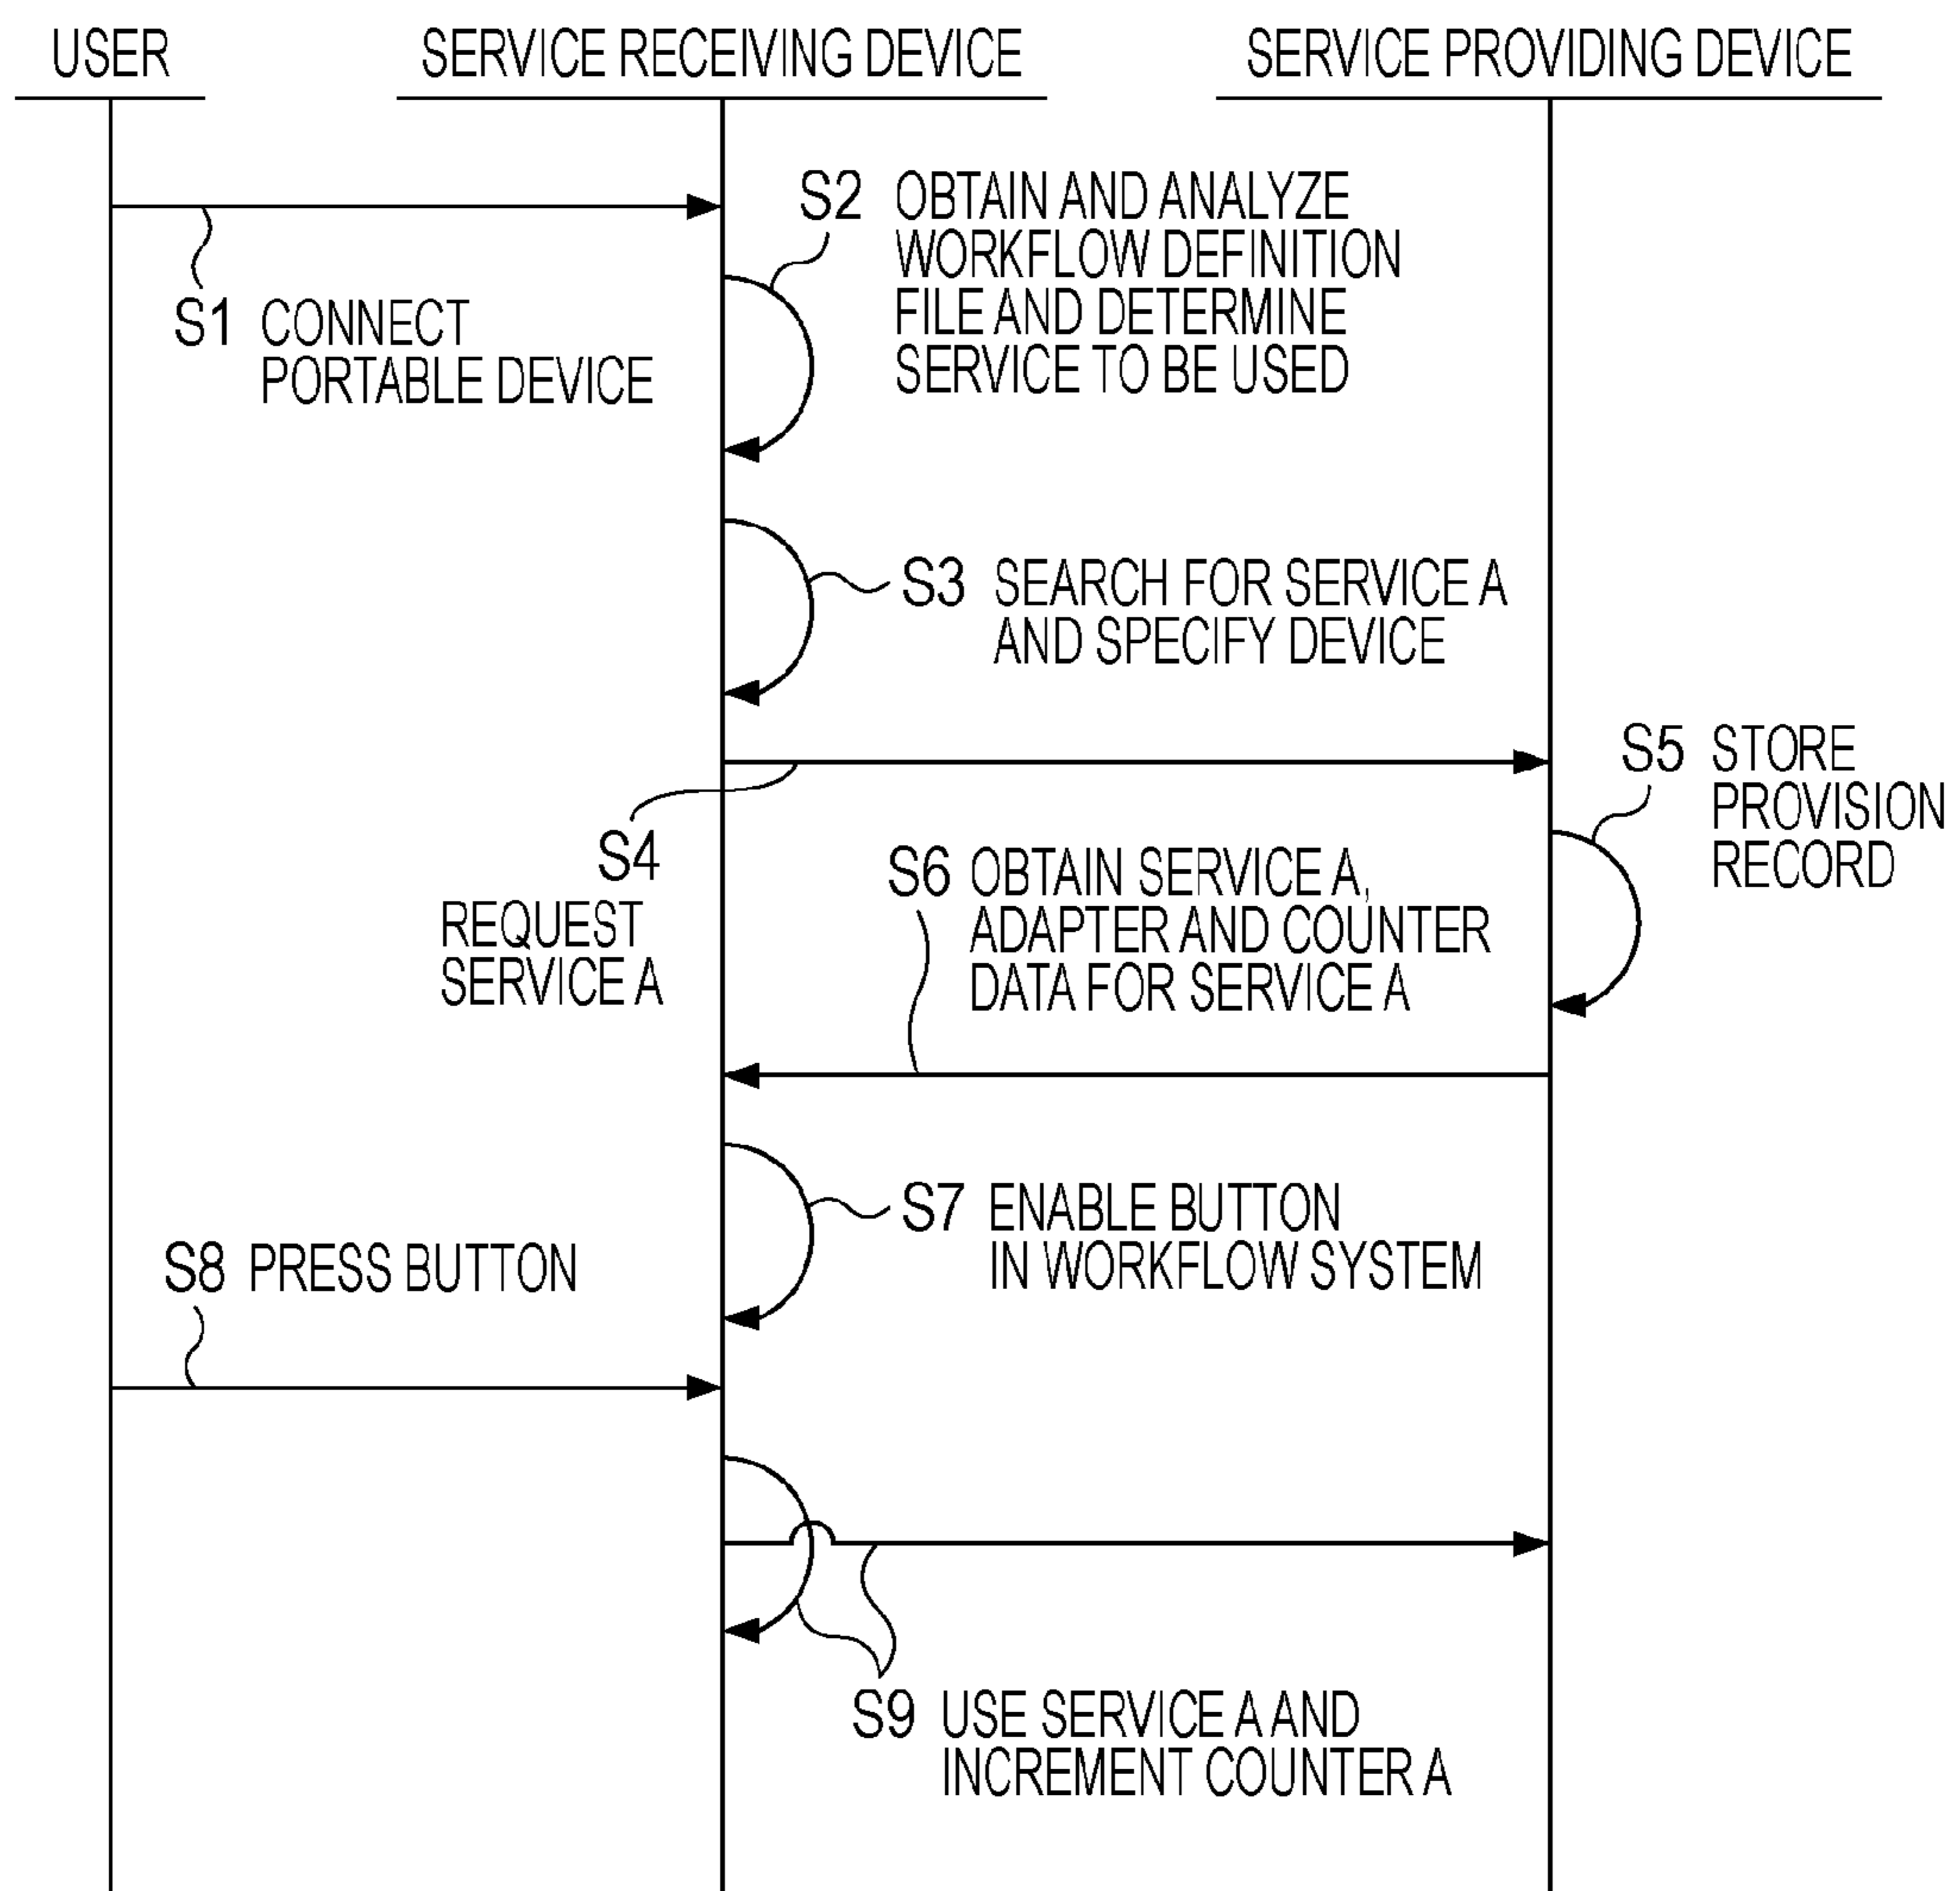 USER
SERVICE RECEIVING DEVICE
SERVICE PROVIDING DEVICE
S1 CONNECT
PORTABLE DEVICE
S2 OBTAIN AND ANALYZE
WORKFLOW DEFINITION
FILE AND DETERMINE
SERVICE TO BE USED
S3 SEARCH FOR SERVICE A
AND SPECIFY DEVICE
S4
REQUEST
SERVICE A
S5 STORE
PROVISION
RECORD
S6 OBTAIN SERVICE A,
ADAPTER AND COUNTER
DATA FOR SERVICE A
S7 ENABLE BUTTON
IN WORKFLOW SYSTEM
S8 PRESS BUTTON
S9 USE SERVICE A AND
INCREMENT COUNTER A